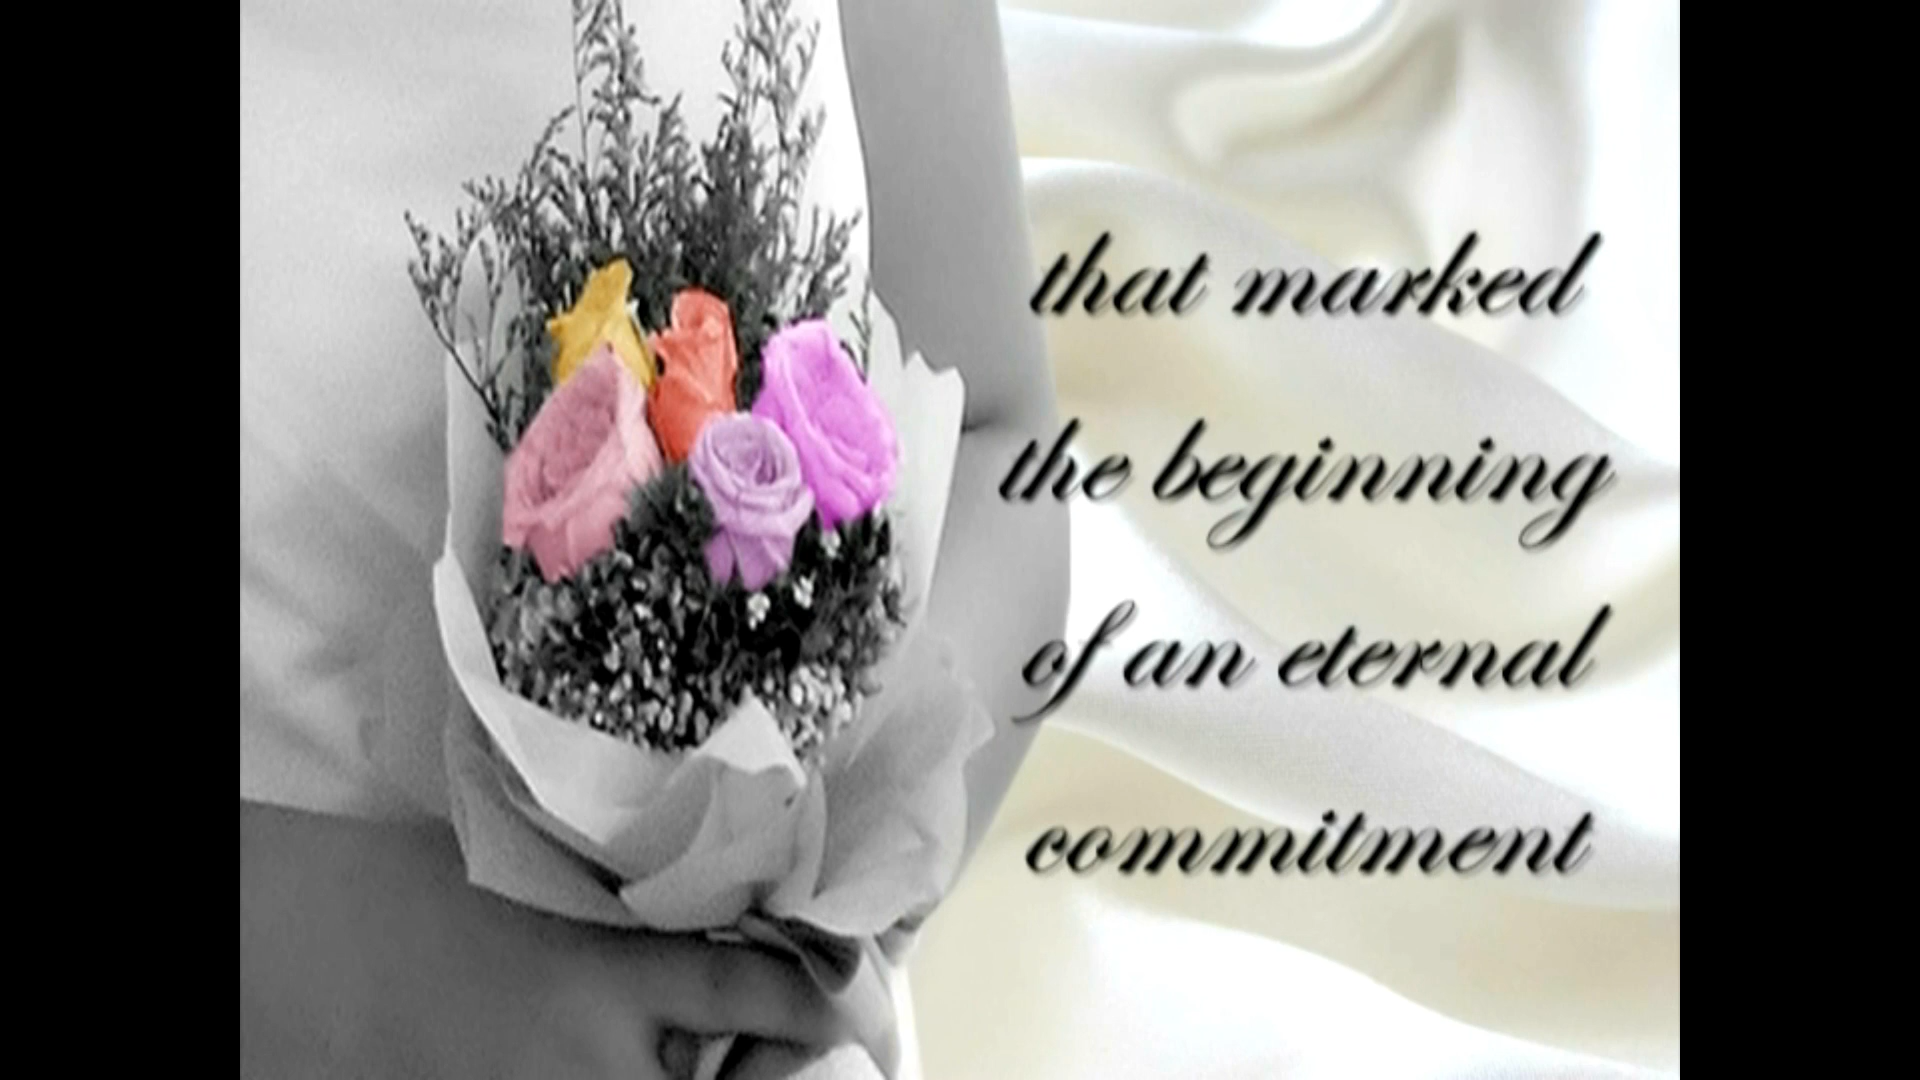 that marked
the beginning
of an eternal
commitment